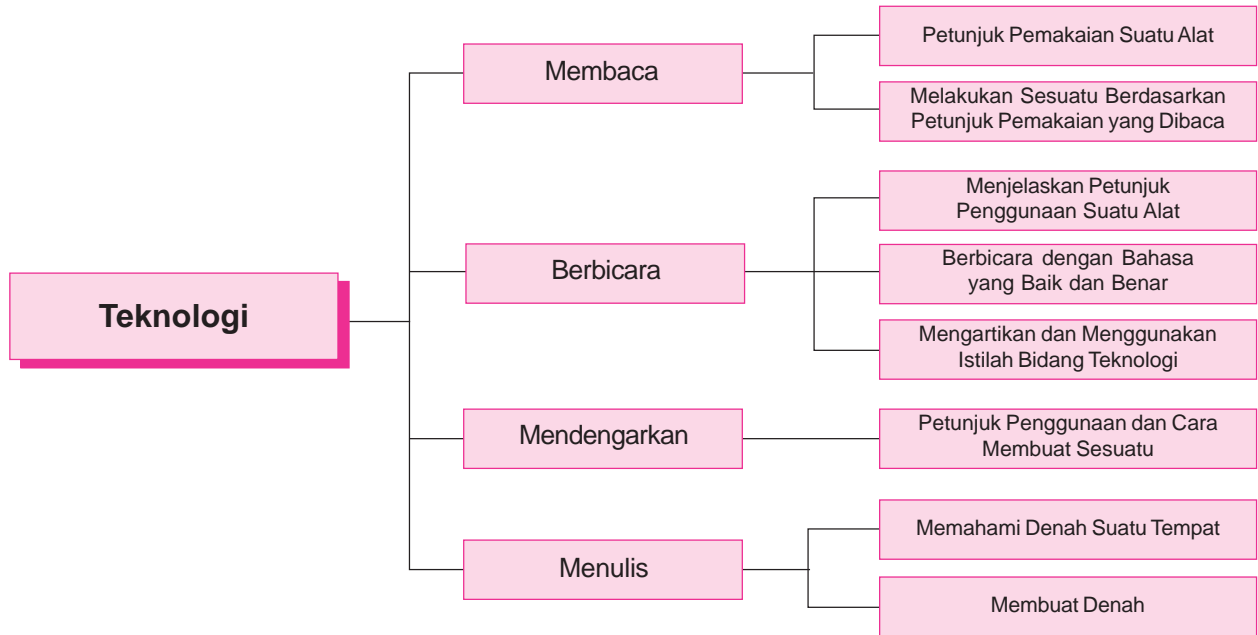 Teknologi
Membaca
Petunjuk Pemakaian Suatu Alat
Melakukan Sesuatu Berdasarkan
Petunjuk Pemakaian yang Dibaca
Berbicara
Menjelaskan Petunjuk
Penggunaan Suatu Alat
Berbicara dengan Bahasa
yang Baik dan Benar
Mengartikan dan Menggunakan
Istilah Bidang Teknologi
Mendengarkan
Petunjuk Penggunaan dan Cara
Membuat Sesuatu
Menulis
Memahami Denah Suatu Tempat
Membuat Denah